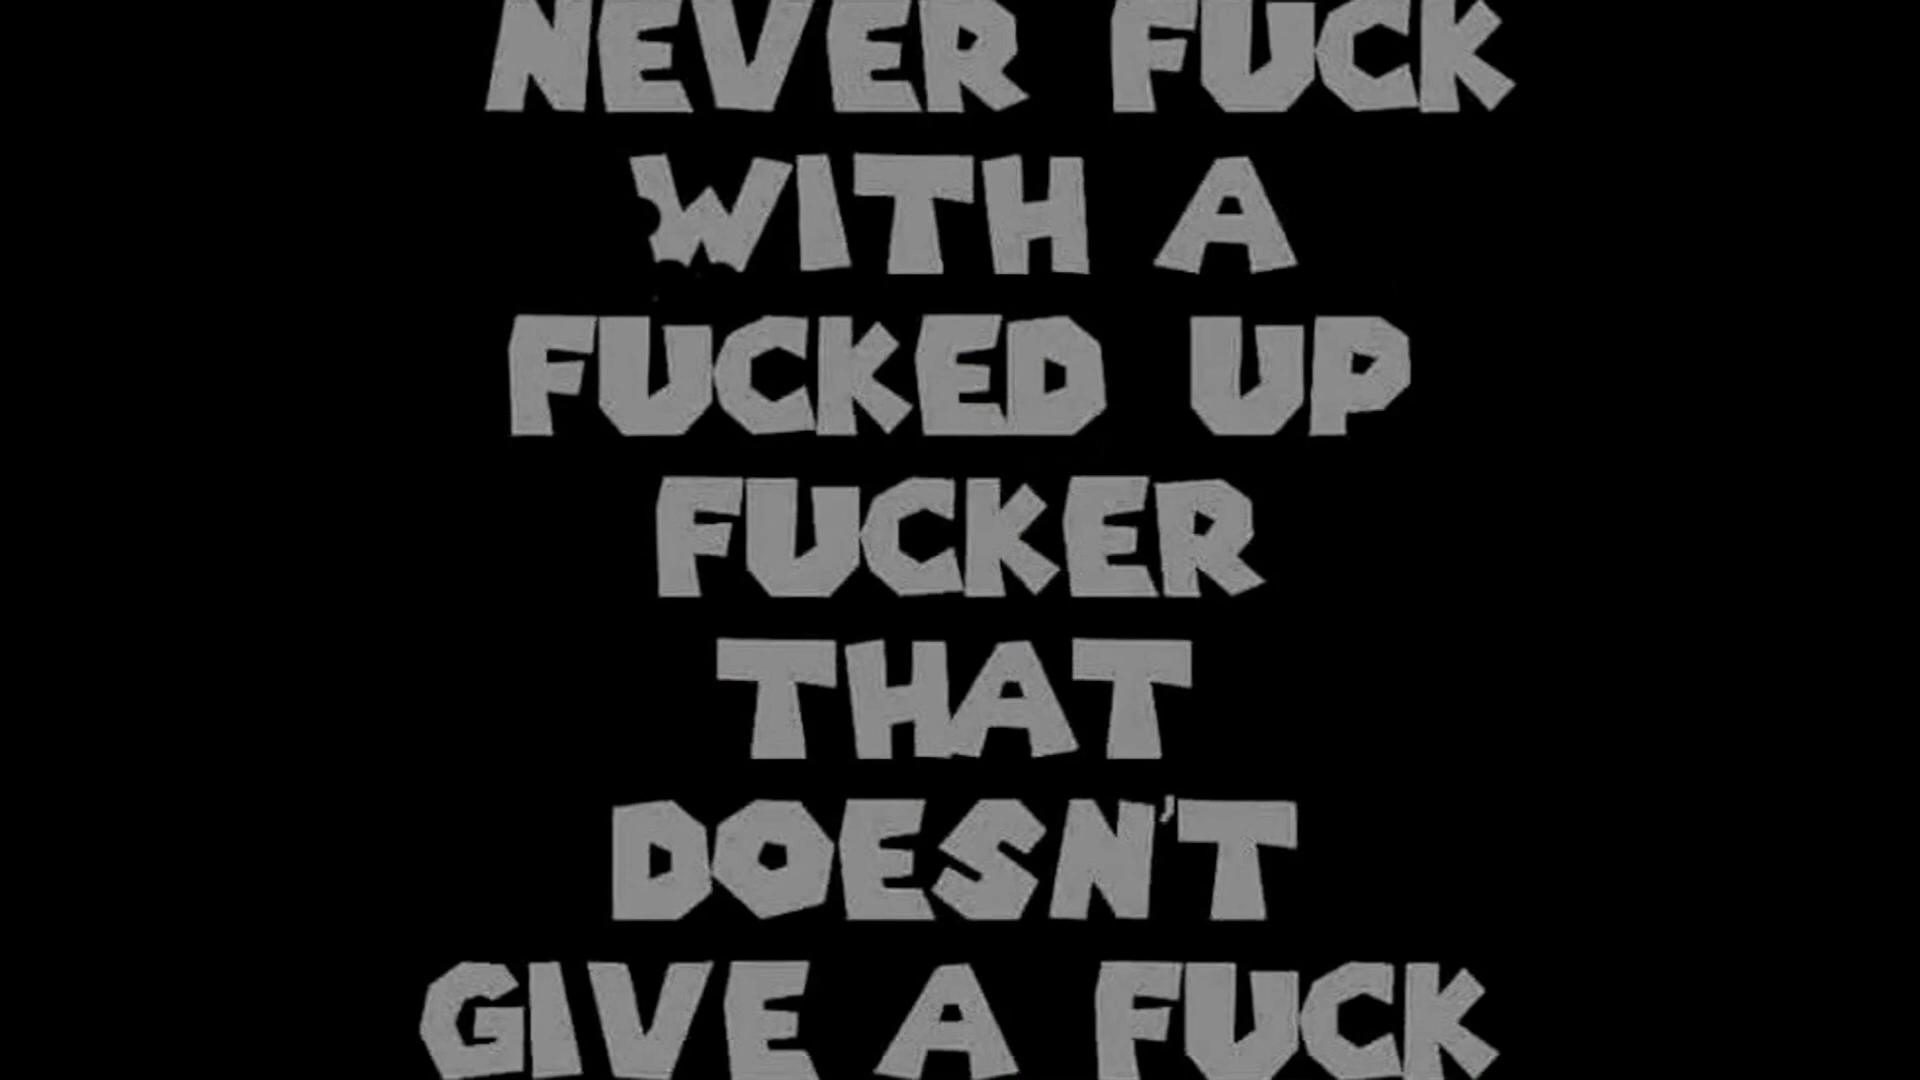 NEVER FUCK
WITH A
FUCKED UP
FUCKER
THAT
DOESN'T
GIVE A FUCK